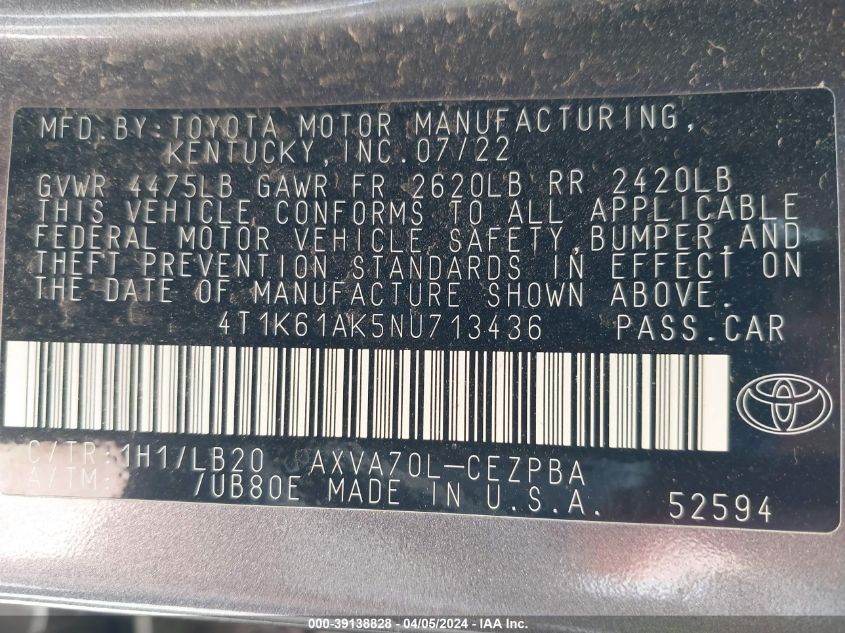 MFD.BY:TOYOTA MOTOR MANUFACTURING,
KENTUCKY,INC.07/22
GVWR 4475LB GAWR FR 2620LB RR 2420LB
THIS VEHICLE CONFORMS TO ALL APPLICABLE
FEDERAL MOTOR VEHICLE SAFETY,BUMPER,AND
THEFT PREVENTION STANDARDS IN EFFECT ON
THE DATE OF MANUFACTURE SHOWN ABOVE.
4T1K61AK5NU713436 PASS.CAR
C/TR:1H1/LB20 AXVA70L-CEZPBA
A/TM: /UB80E MADE IN U.S.A. 52594
000-39138828 - 04/05/2024 - IAA Inc.